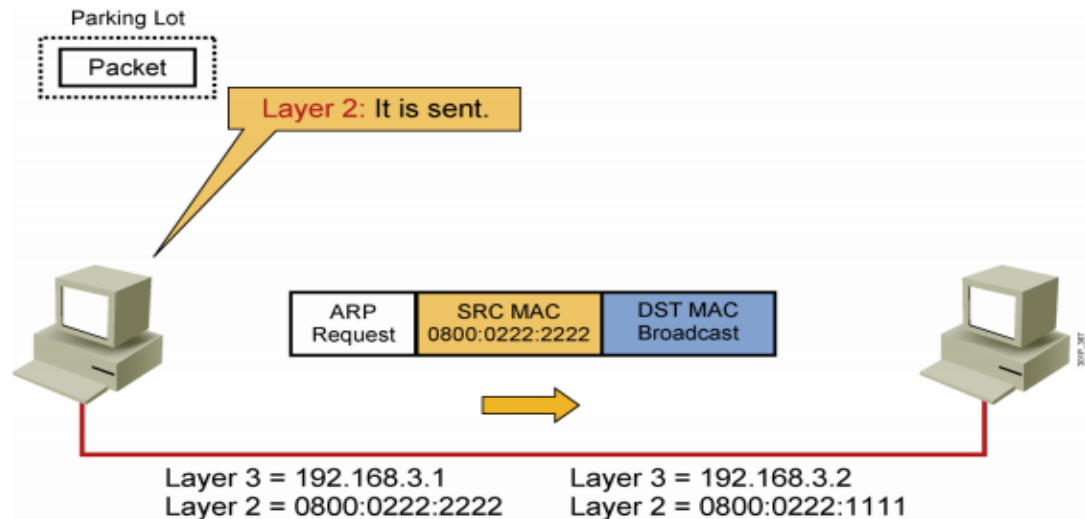 Parking Lot
Packet
Layer 2: It is sent.
ARP
Request
SRC MAC
0800:0222:2222
DST MAC
Broadcast
Layer 3 = 192.168.3.1
Layer 2 = 0800:0222:2222
Layer 3 = 192.168.3.2
Layer 2 = 0800:0222:1111